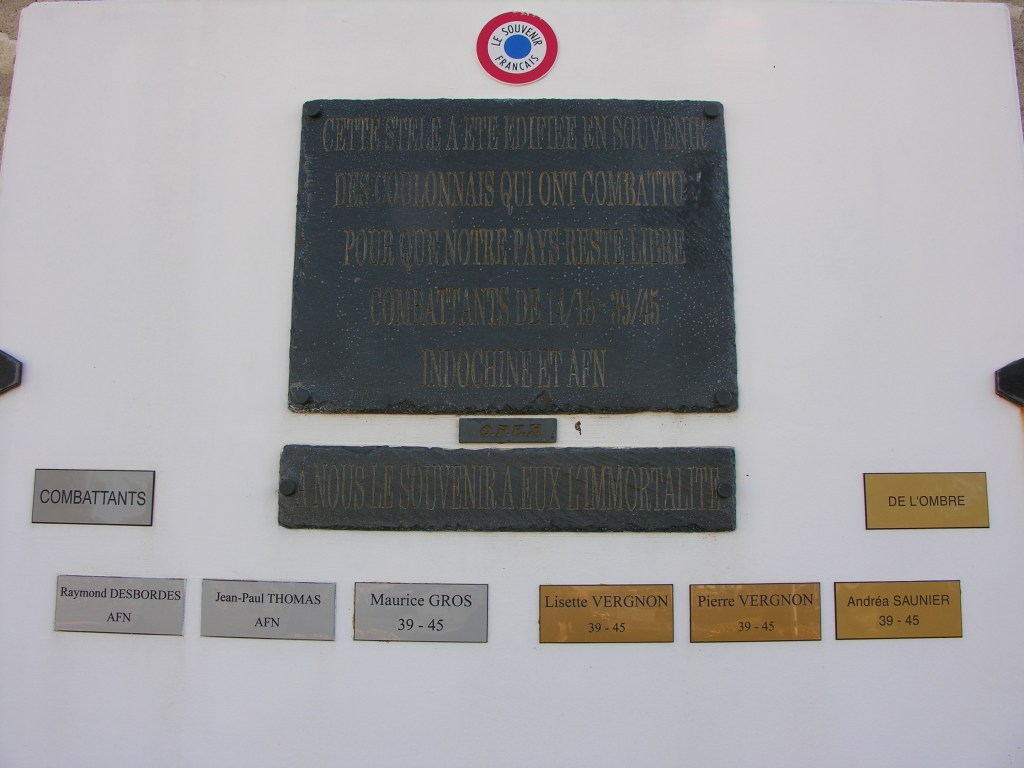 LE SOUVENIR
FRANCAIS
CETTE STELE A ETE EDIFIEE EN SOUVENIR
DES COULONNAIS QUI ONT COMBATTU
POUR QUE NOTRE PAYS RESTE LIBRE
COMBATTANTS DE 14/18 - 39/45
INDOCHINE ET AFN
A NOUS LE SOUVENIR A EUX L'IMMORTALITE
COMBATTANTS
DE L'OMBRE
Raymond DESBORDES
AFN
Jean-Paul THOMAS
AFN
Maurice GROS
39 - 45
Lisette VERGNON
39 - 45
Pierre VERGNON
39 - 45
Andréa SAUNIER
39 - 45